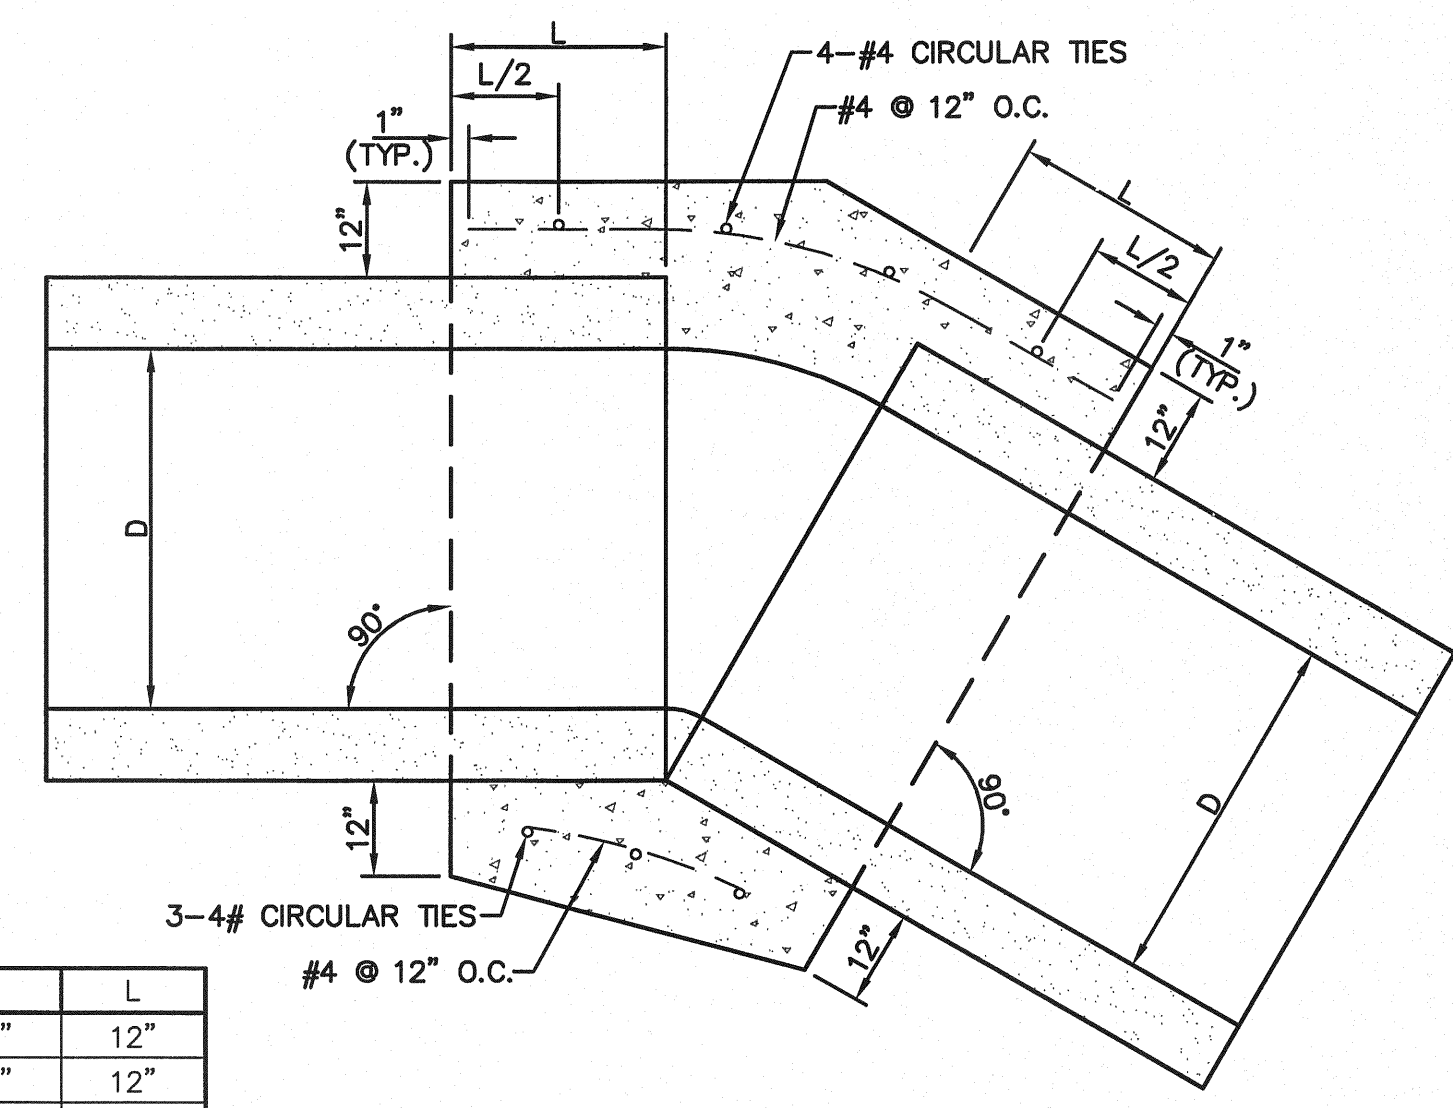 L
4-#4 CIRCULAR TIES
L/2
#4 @ 12" O.C.
1"
(TYP.)
L
12"
L/2
1"
(TYP.)
12"
D
90°
90°
D
12"
3-4# CIRCULAR TIES
12"
#4 @ 12" O.C.
L
" 12"
" 12"